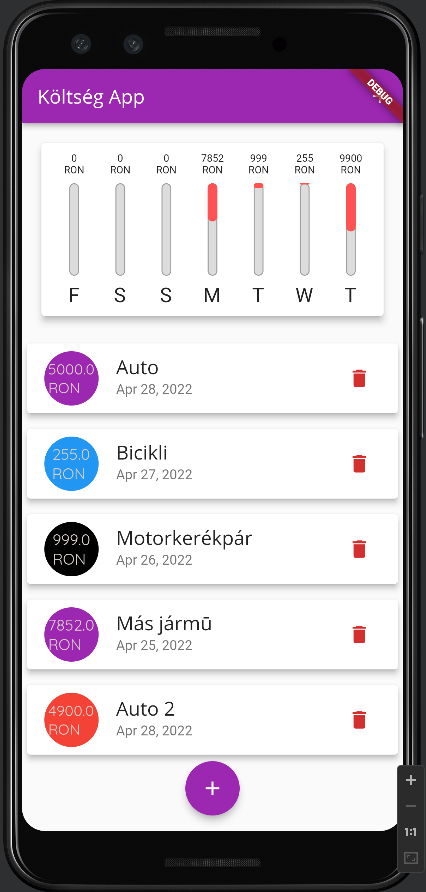 Költség App
DEBUG
0 RON
0 RON
0 RON
7852 RON
999 RON
255 RON
9900 RON
F S S M T W T
5000.0 RON
Auto
Apr 28, 2022
255.0 RON
Bicikli
Apr 27, 2022
999.0 RON
Motorkerékpár
Apr 26, 2022
7852.0 RON
Más jármū
Apr 25, 2022
4900.0 RON
Auto 2
Apr 28, 2022
+
+
−
1:1